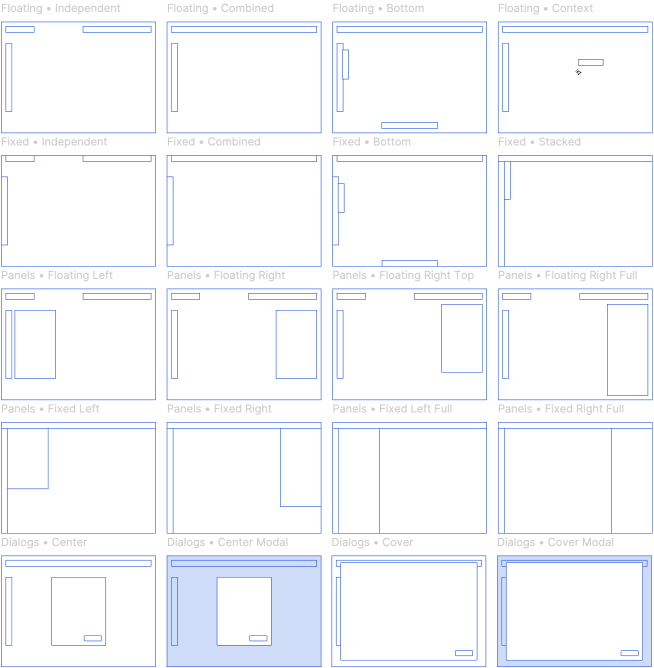 Floating • Independent
Floating • Combined
Floating • Bottom
Floating • Context
Fixed • Independent
Fixed • Combined
Fixed • Bottom
Fixed • Stacked
Panels • Floating Left
Panels • Floating Right
Panels • Floating Right Top
Panels • Floating Right Full
Panels • Fixed Left
Panels • Fixed Right
Panels • Fixed Left Full
Panels • Fixed Right Full
Dialogs • Center
Dialogs • Center Modal
Dialogs • Cover
Dialogs • Cover Modal